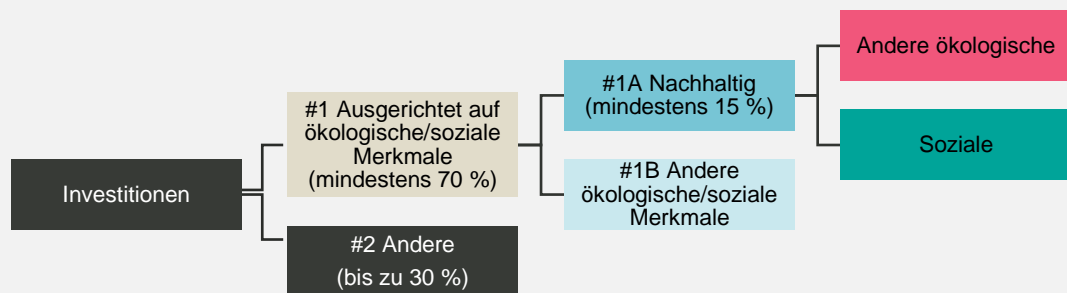 Investitionen
#1 Ausgerichtet auf
ökologische/soziale
Merkmale
(mindestens 70 %)
#2 Andere
(bis zu 30 %)
#1A Nachhaltig
(mindestens 15 %)
#1B Andere
ökologische/soziale
Merkmale
Andere ökologische
Soziale